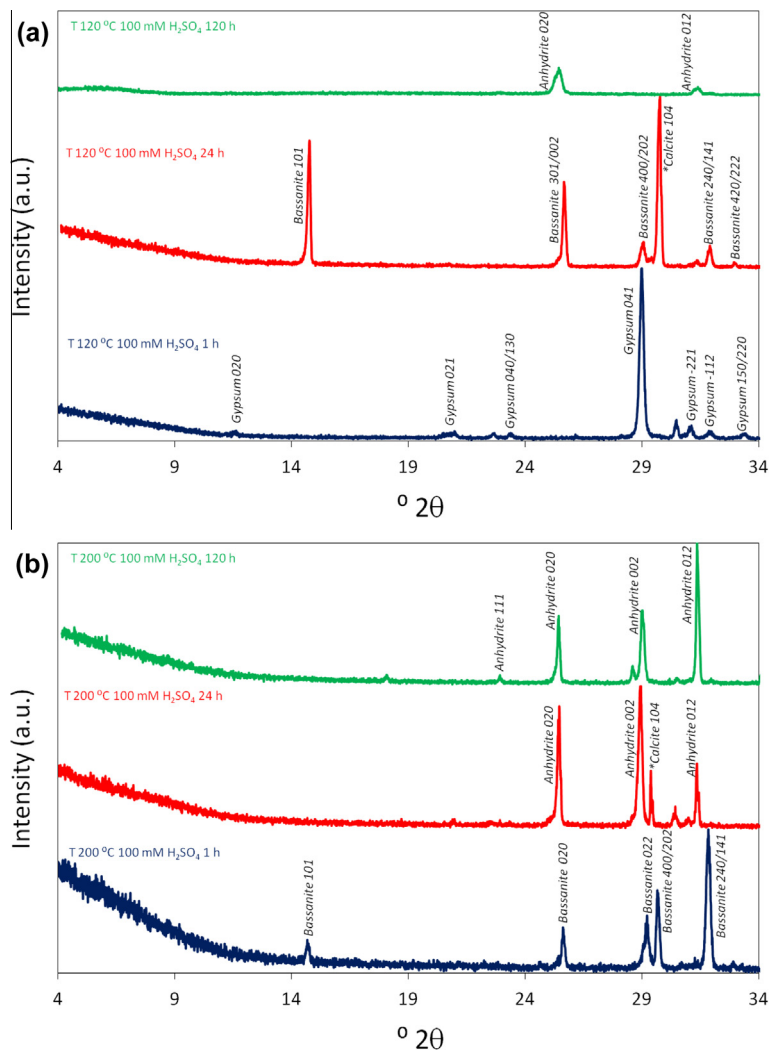 (a)
T 120 °C 100 mM H₂SO₄ 120 h
Anhydrite 020
Anhydrite 012
T 120 °C 100 mM H₂SO₄ 24 h
Bassanite 101
Bassanite 301/002
Bassanite 400/202
*Calcite 104
Bassanite 240/141
Bassanite 420/222
T 120 °C 100 mM H₂SO₄ 1 h
Gypsum 020
Gypsum 021
Gypsum 040/130
Gypsum 041
Gypsum -221
Gypsum -112
Gypsum 150/220
Intensity (a.u.)
4 9 14 19 24 29 34
° 2θ
(b)
T 200 °C 100 mM H₂SO₄ 120 h
Anhydrite 111
Anhydrite 020
Anhydrite 002
Anhydrite 012
T 200 °C 100 mM H₂SO₄ 24 h
Anhydrite 020
Anhydrite 002
*Calcite 104
Anhydrite 012
T 200 °C 100 mM H₂SO₄ 1 h
Bassanite 101
Bassanite 020
Bassanite 022
Bassanite 400/202
Bassanite 240/141
Intensity (a.u.)
4 9 14 19 24 29 34
° 2θ